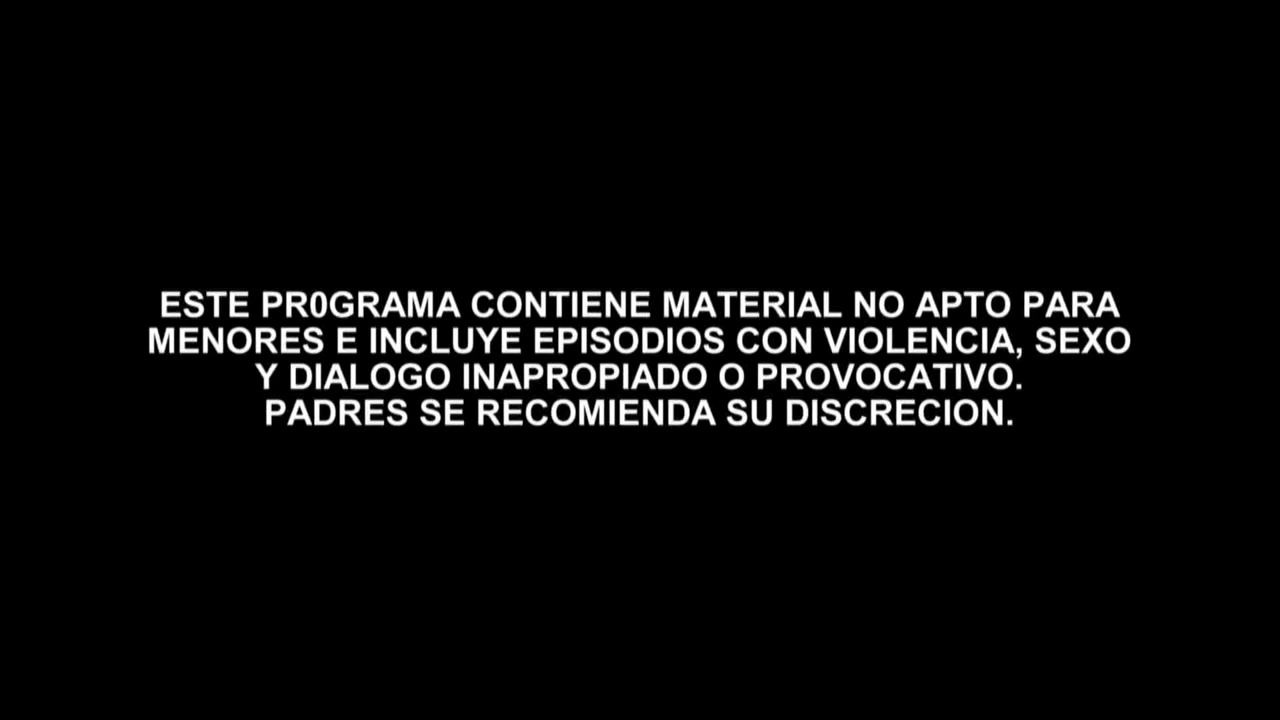 ESTE PR0GRAMA CONTIENE MATERIAL NO APTO PARA
MENORES E INCLUYE EPISODIOS CON VIOLENCIA, SEXO
Y DIALOGO INAPROPIADO O PROVOCATIVO.
PADRES SE RECOMIENDA SU DISCRECION.